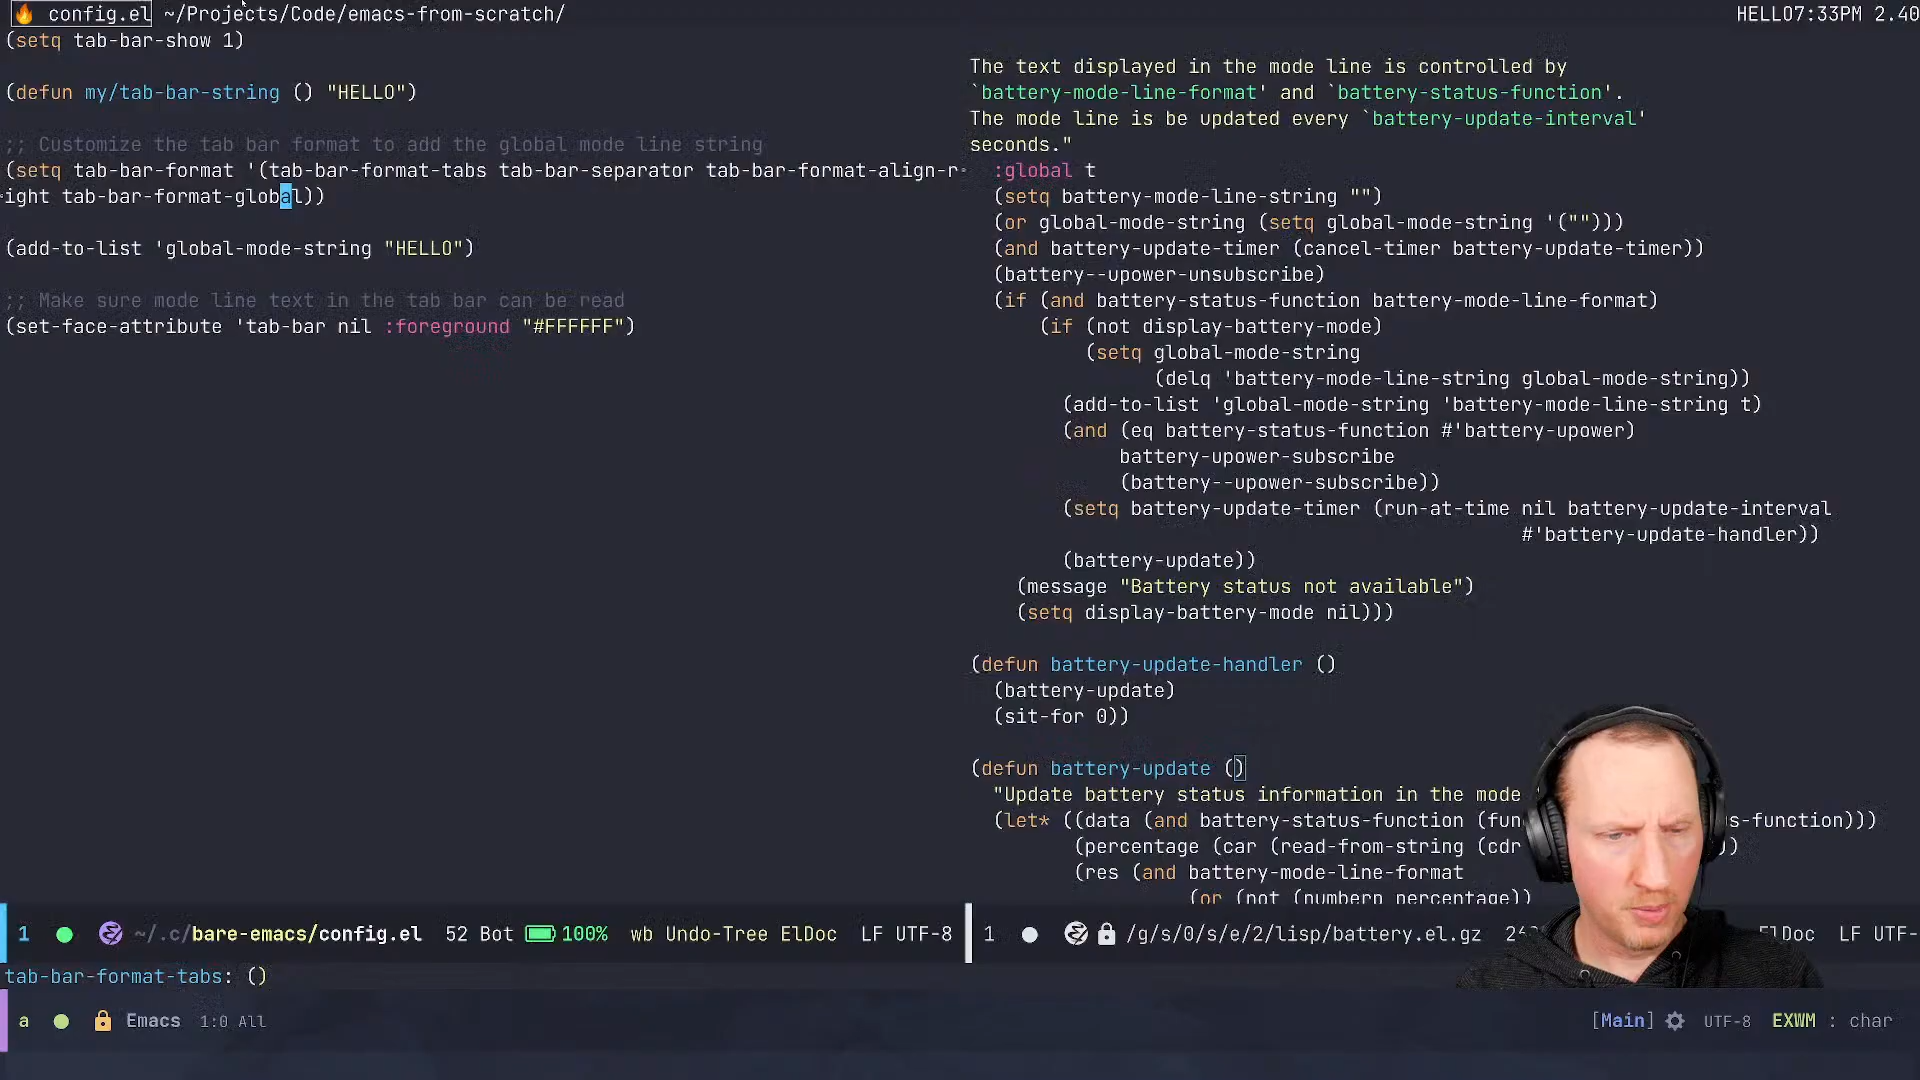 config.el ~/Projects/Code/emacs-from-scratch/
HELLO7:33PM 2.40
(setq tab-bar-show 1)
(defun my/tab-bar-string () "HELLO")
;; Customize the tab bar format to add the global mode line string
(setq tab-bar-format '(tab-bar-format-tabs tab-bar-separator tab-bar-format-align-r
ight tab-bar-format-global))
(add-to-list 'global-mode-string "HELLO")
;; Make sure mode line text in the tab bar can be read
(set-face-attribute 'tab-bar nil :foreground "#FFFFFF")
The text displayed in the mode line is controlled by
`battery-mode-line-format' and `battery-status-function'.
The mode line is be updated every `battery-update-interval'
seconds."
:global t
(setq battery-mode-line-string "")
(or global-mode-string (setq global-mode-string '("")))
(and battery-update-timer (cancel-timer battery-update-timer))
(battery--upower-unsubscribe)
(if (and battery-status-function battery-mode-line-format)
(if (not display-battery-mode)
(setq global-mode-string
(delq 'battery-mode-line-string global-mode-string))
(add-to-list 'global-mode-string 'battery-mode-line-string t)
(and (eq battery-status-function #'battery-upower)
battery-upower-subscribe
(battery--upower-subscribe))
(setq battery-update-timer (run-at-time nil battery-update-interval
#'battery-update-handler))
(battery-update))
(message "Battery status not available")
(setq display-battery-mode nil)))
(defun battery-update-handler ()
(battery-update)
(sit-for 0))
(defun battery-update ()
"Update battery status information in the mode
(let* ((data (and battery-status-function (fun s-function)))
(percentage (car (read-from-string (cdr ))
(res (and battery-mode-line-format
(or (not (numberp percentage))
1 ~/.c/bare-emacs/config.el 52 Bot 100% wb Undo-Tree ElDoc LF UTF-8
1 /g/s/0/s/e/2/lisp/battery.el.gz ElDoc LF UTF-
tab-bar-format-tabs: ()
a Emacs 1:0 All
[Main] UTF-8 EXWM : char